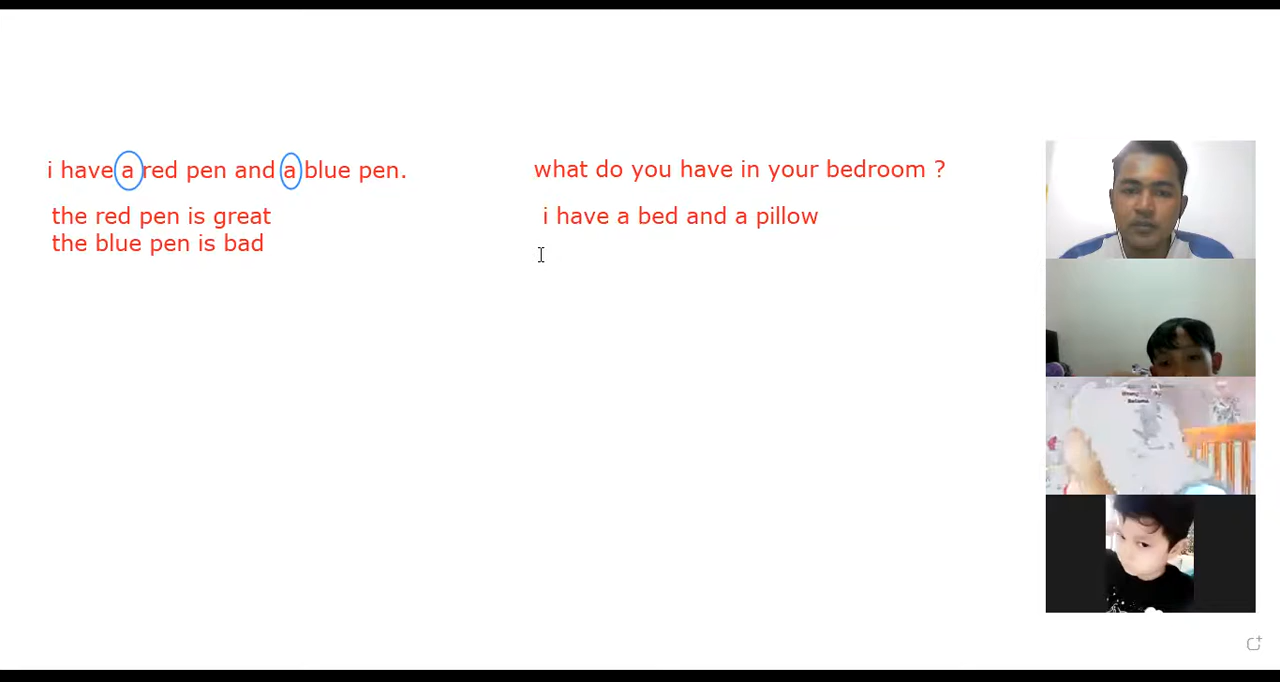 i have a red pen and a blue pen.
the red pen is great
the blue pen is bad
what do you have in your bedroom ?
i have a bed and a pillow